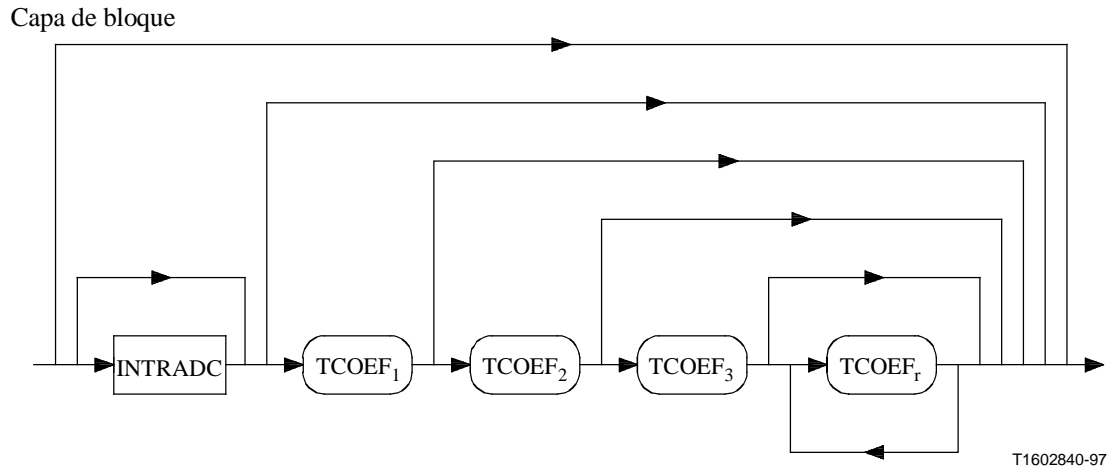 Capa de bloque
INTRADC TCOEF1 TCOEF2 TCOEF3 TCOEFr
T1602840-97